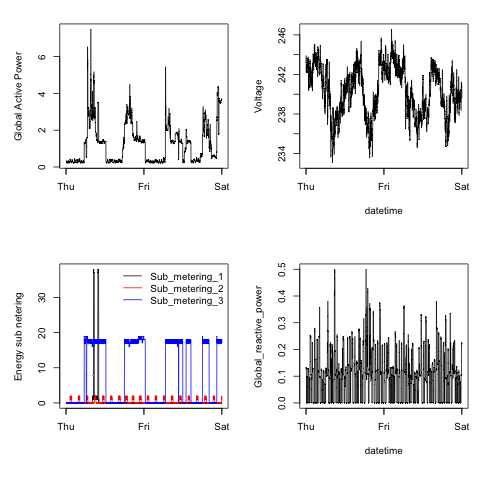 Global Active Power
6
4
2
0
Thu Fri Sat
Voltage
246
242
238
234
Thu Fri Sat
datetime
Energy sub netering
30
20
10
0
Sub_metering_1
Sub_metering_2
Sub_metering_3
Thu Fri Sat
Global_reactive_power
0.5
0.4
0.3
0.2
0.1
0.0
Thu Fri Sat
datetime